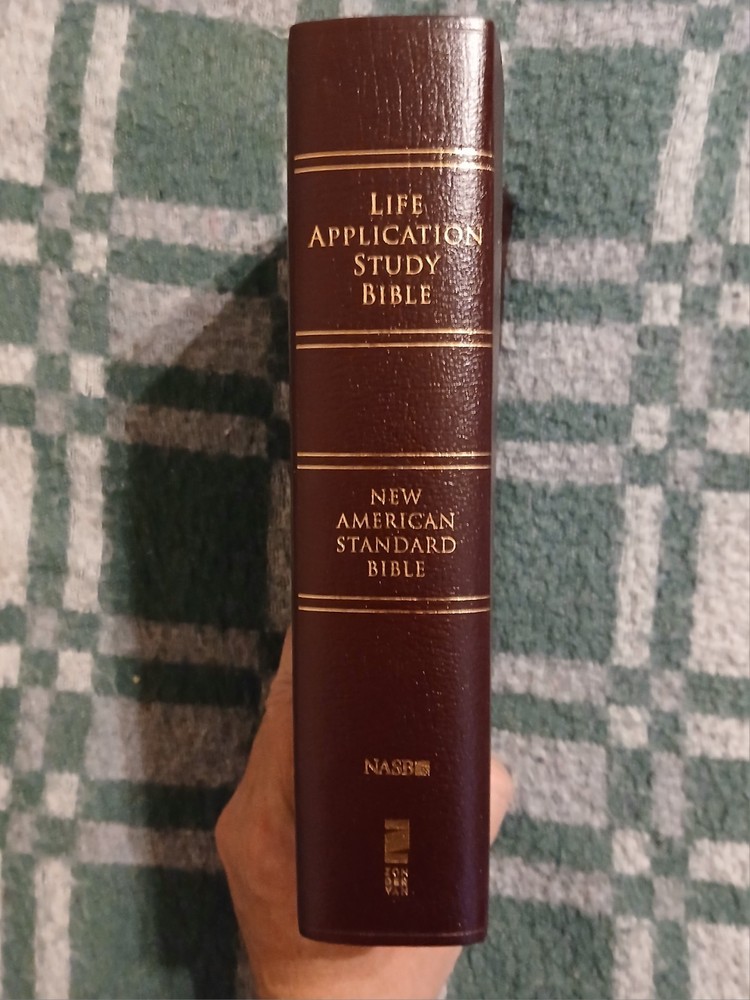 LIFE
APPLICATION
STUDY
BIBLE
NEW
AMERICAN
STANDARD
BIBLE
NASB
ZON
DER
VAN